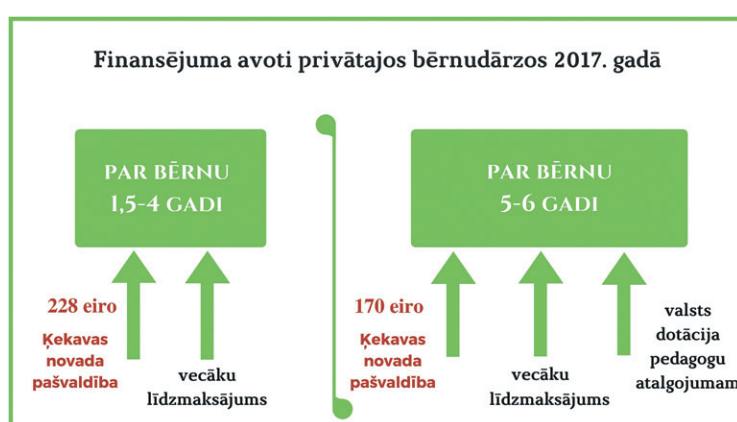 Finansējuma avoti privātajos bērnudārzos 2017. gadā
PAR BĒRNU
1,5-4 GADI
228 eiro
Ķekavas
novada
pašvaldība
vecāku
līdzmaksājums
PAR BĒRNU
5-6 GADI
170 eiro
Ķekavas
novada
pašvaldība
vecāku
līdzmaksājums
valsts
dotācija
pedagogu
atalgojumam